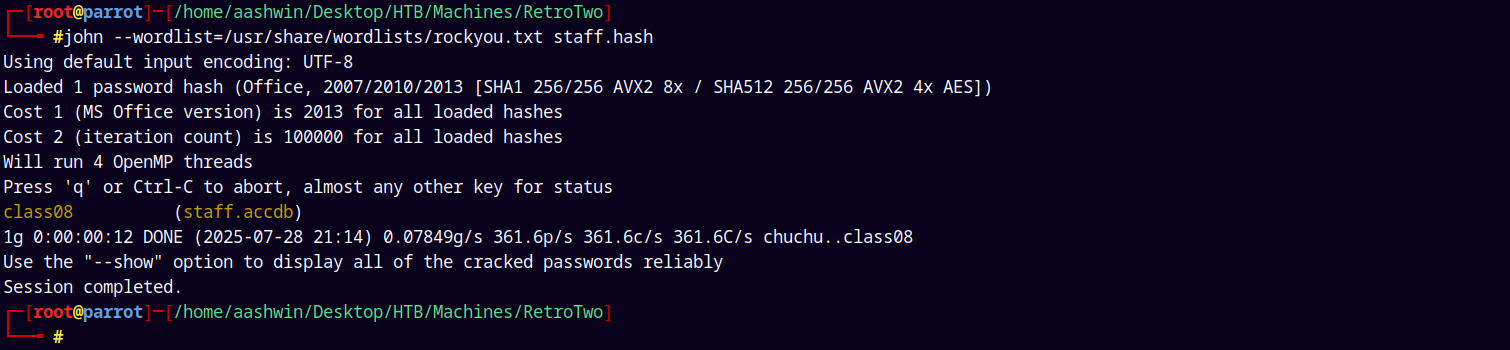 ┌─[root@parrot]─[/home/aashwin/Desktop/HTB/Machines/RetroTwo]
└──╼ #john --wordlist=/usr/share/wordlists/rockyou.txt staff.hash
Using default input encoding: UTF-8
Loaded 1 password hash (Office, 2007/2010/2013 [SHA1 256/256 AVX2 8x / SHA512 256/256 AVX2 4x AES])
Cost 1 (MS Office version) is 2013 for all loaded hashes
Cost 2 (iteration count) is 100000 for all loaded hashes
Will run 4 OpenMP threads
Press 'q' or Ctrl-C to abort, almost any other key for status
class08          (staff.accdb)
1g 0:00:00:12 DONE (2025-07-28 21:14) 0.07849g/s 361.6p/s 361.6c/s 361.6C/s chuchu..class08
Use the "--show" option to display all of the cracked passwords reliably
Session completed.
┌─[root@parrot]─[/home/aashwin/Desktop/HTB/Machines/RetroTwo]
└──╼ #